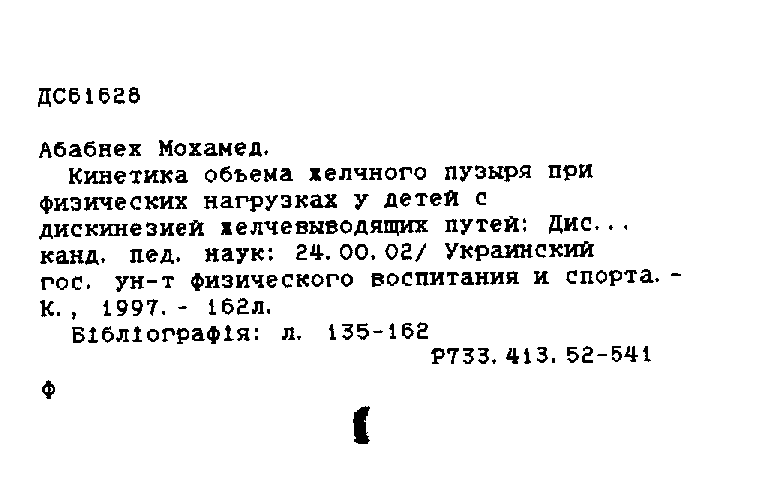 ДС61628
Абабнех Мохамед.
Кинетика объема желчного пузыря при
физических нагрузках у детей с
дискинезией желчевыводящих путей: Дис...
канд. пед. наук: 24.00.02/ Украинский
гос. ун-т физического воспитания и спорта. -
К., 1997. - 162л.
Бібліографія: л. 135-162
Р733.413.52-541
Ф